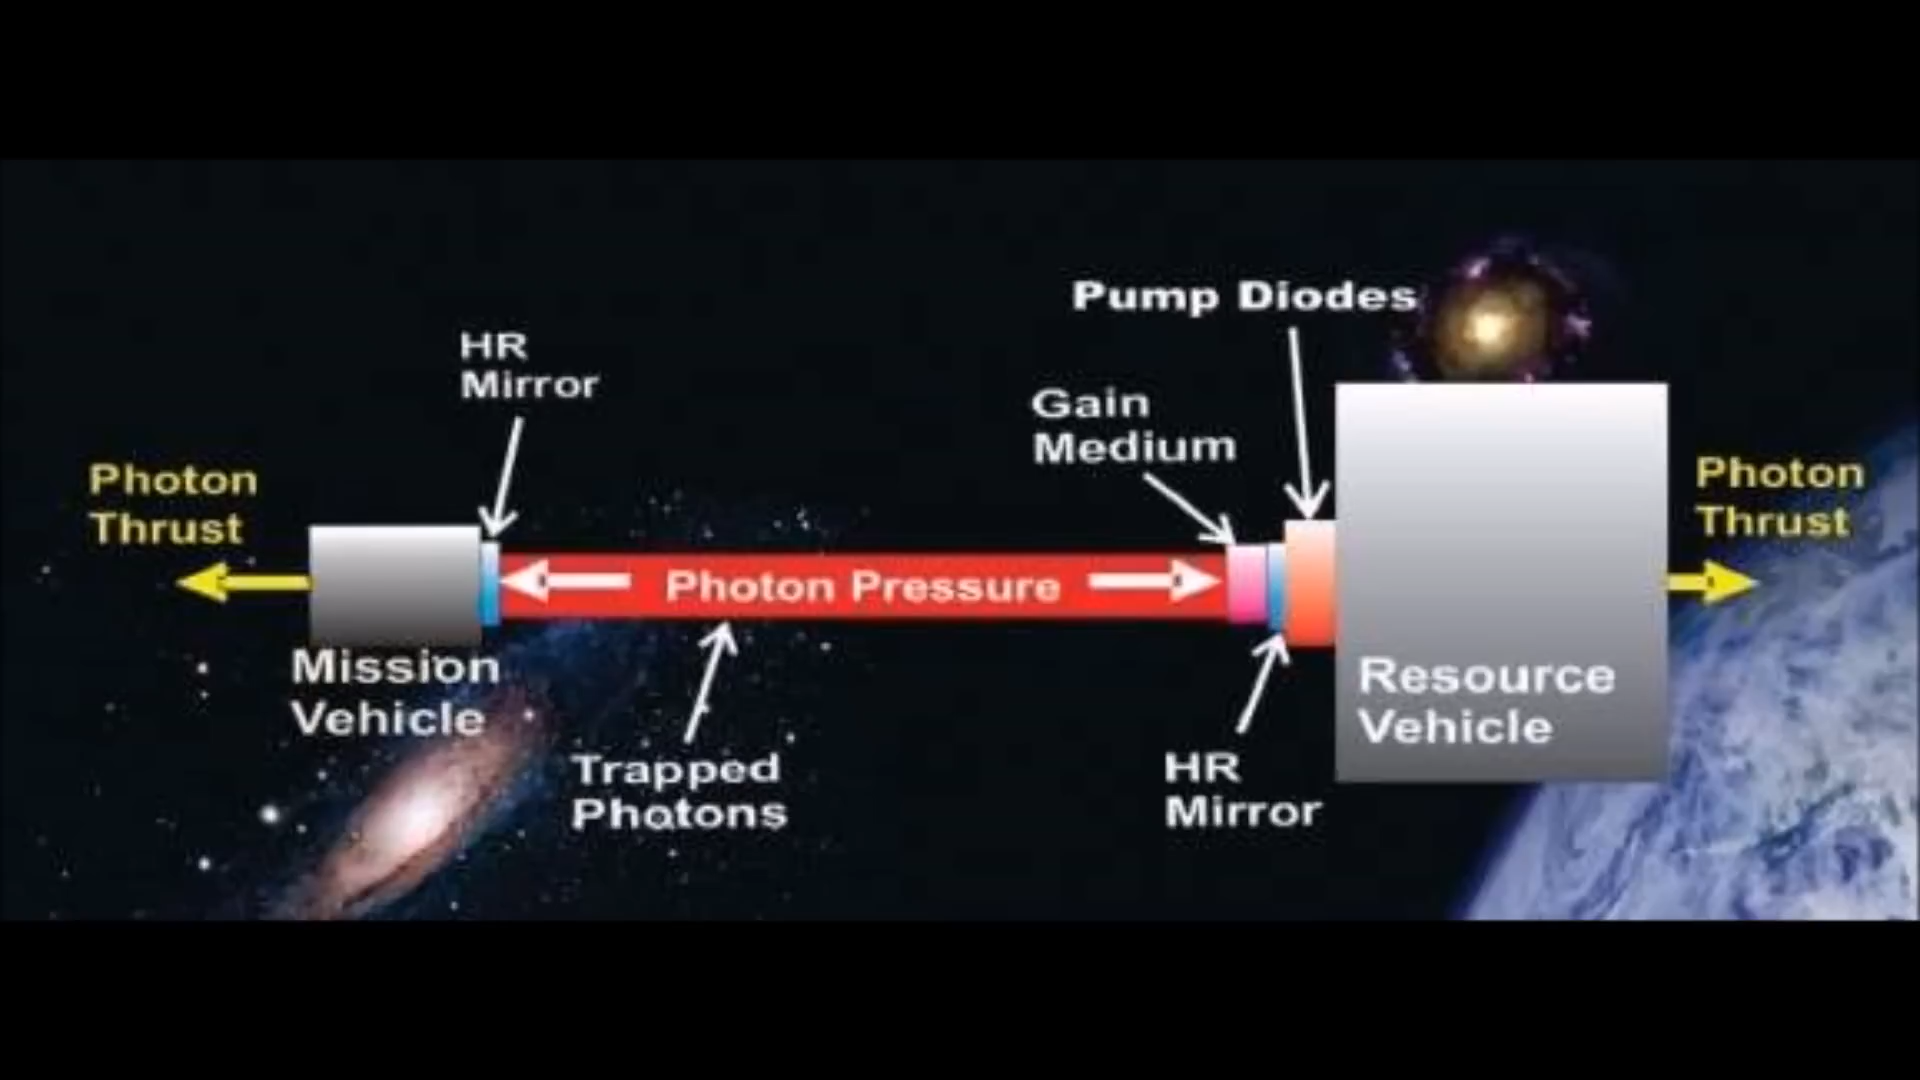 Pump Diodes
HR
Mirror
Gain
Medium
Photon
Thrust
Photon
Thrust
Photon Pressure
Mission
Vehicle
Resource
Vehicle
Trapped
Photons
HR
Mirror